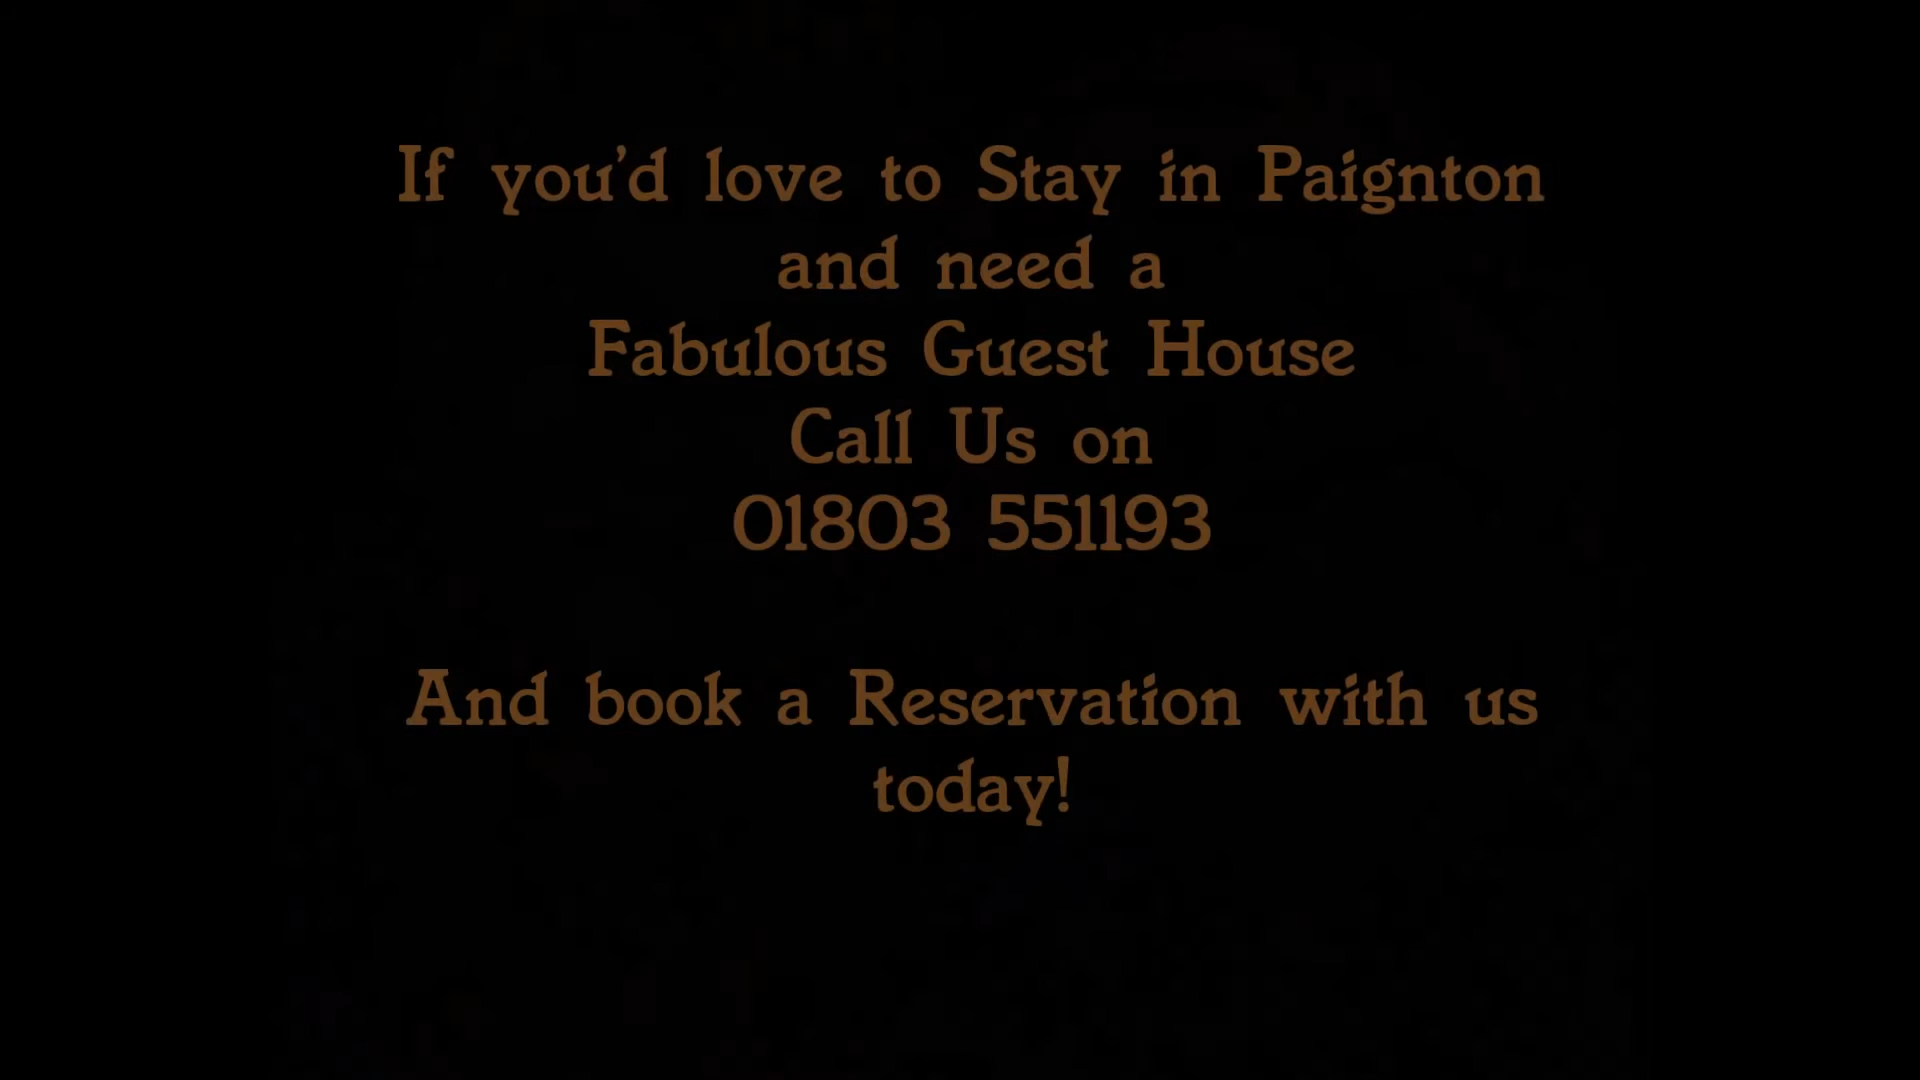 If you'd love to Stay in Paignton
and need a
Fabulous Guest House
Call Us on
01803 551193
And book a Reservation with us
today!